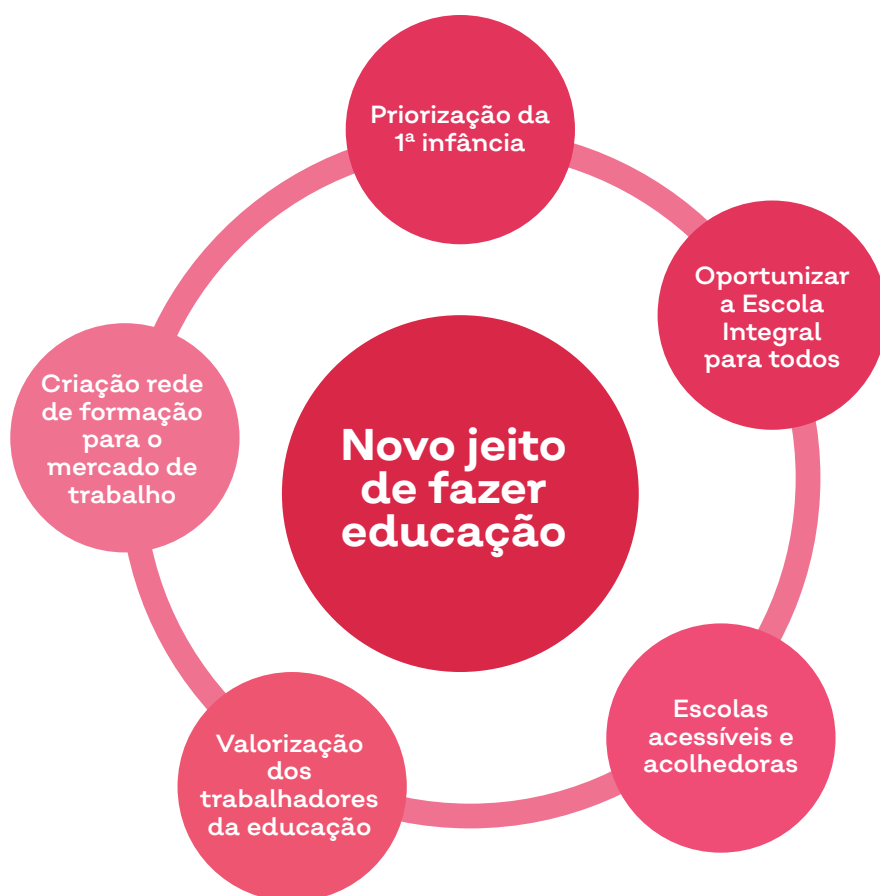 Priorização da
1ª infância
Oportunizar
a Escola
Integral
para todos
Criação rede
de formação
para o
mercado de
trabalho
Novo jeito
de fazer
educação
Escolas
acessíveis e
acolhedoras
Valorização
dos
trabalhadores
da educação